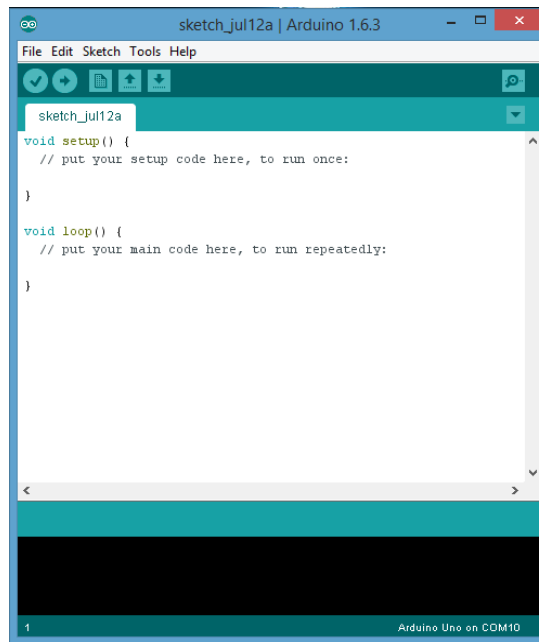 sketch_jul12a | Arduino 1.6.3
File Edit Sketch Tools Help
sketch_jul12a
void setup() {
  // put your setup code here, to run once:
}
void loop() {
  // put your main code here, to run repeatedly:
}
1 Arduino Uno on COM10